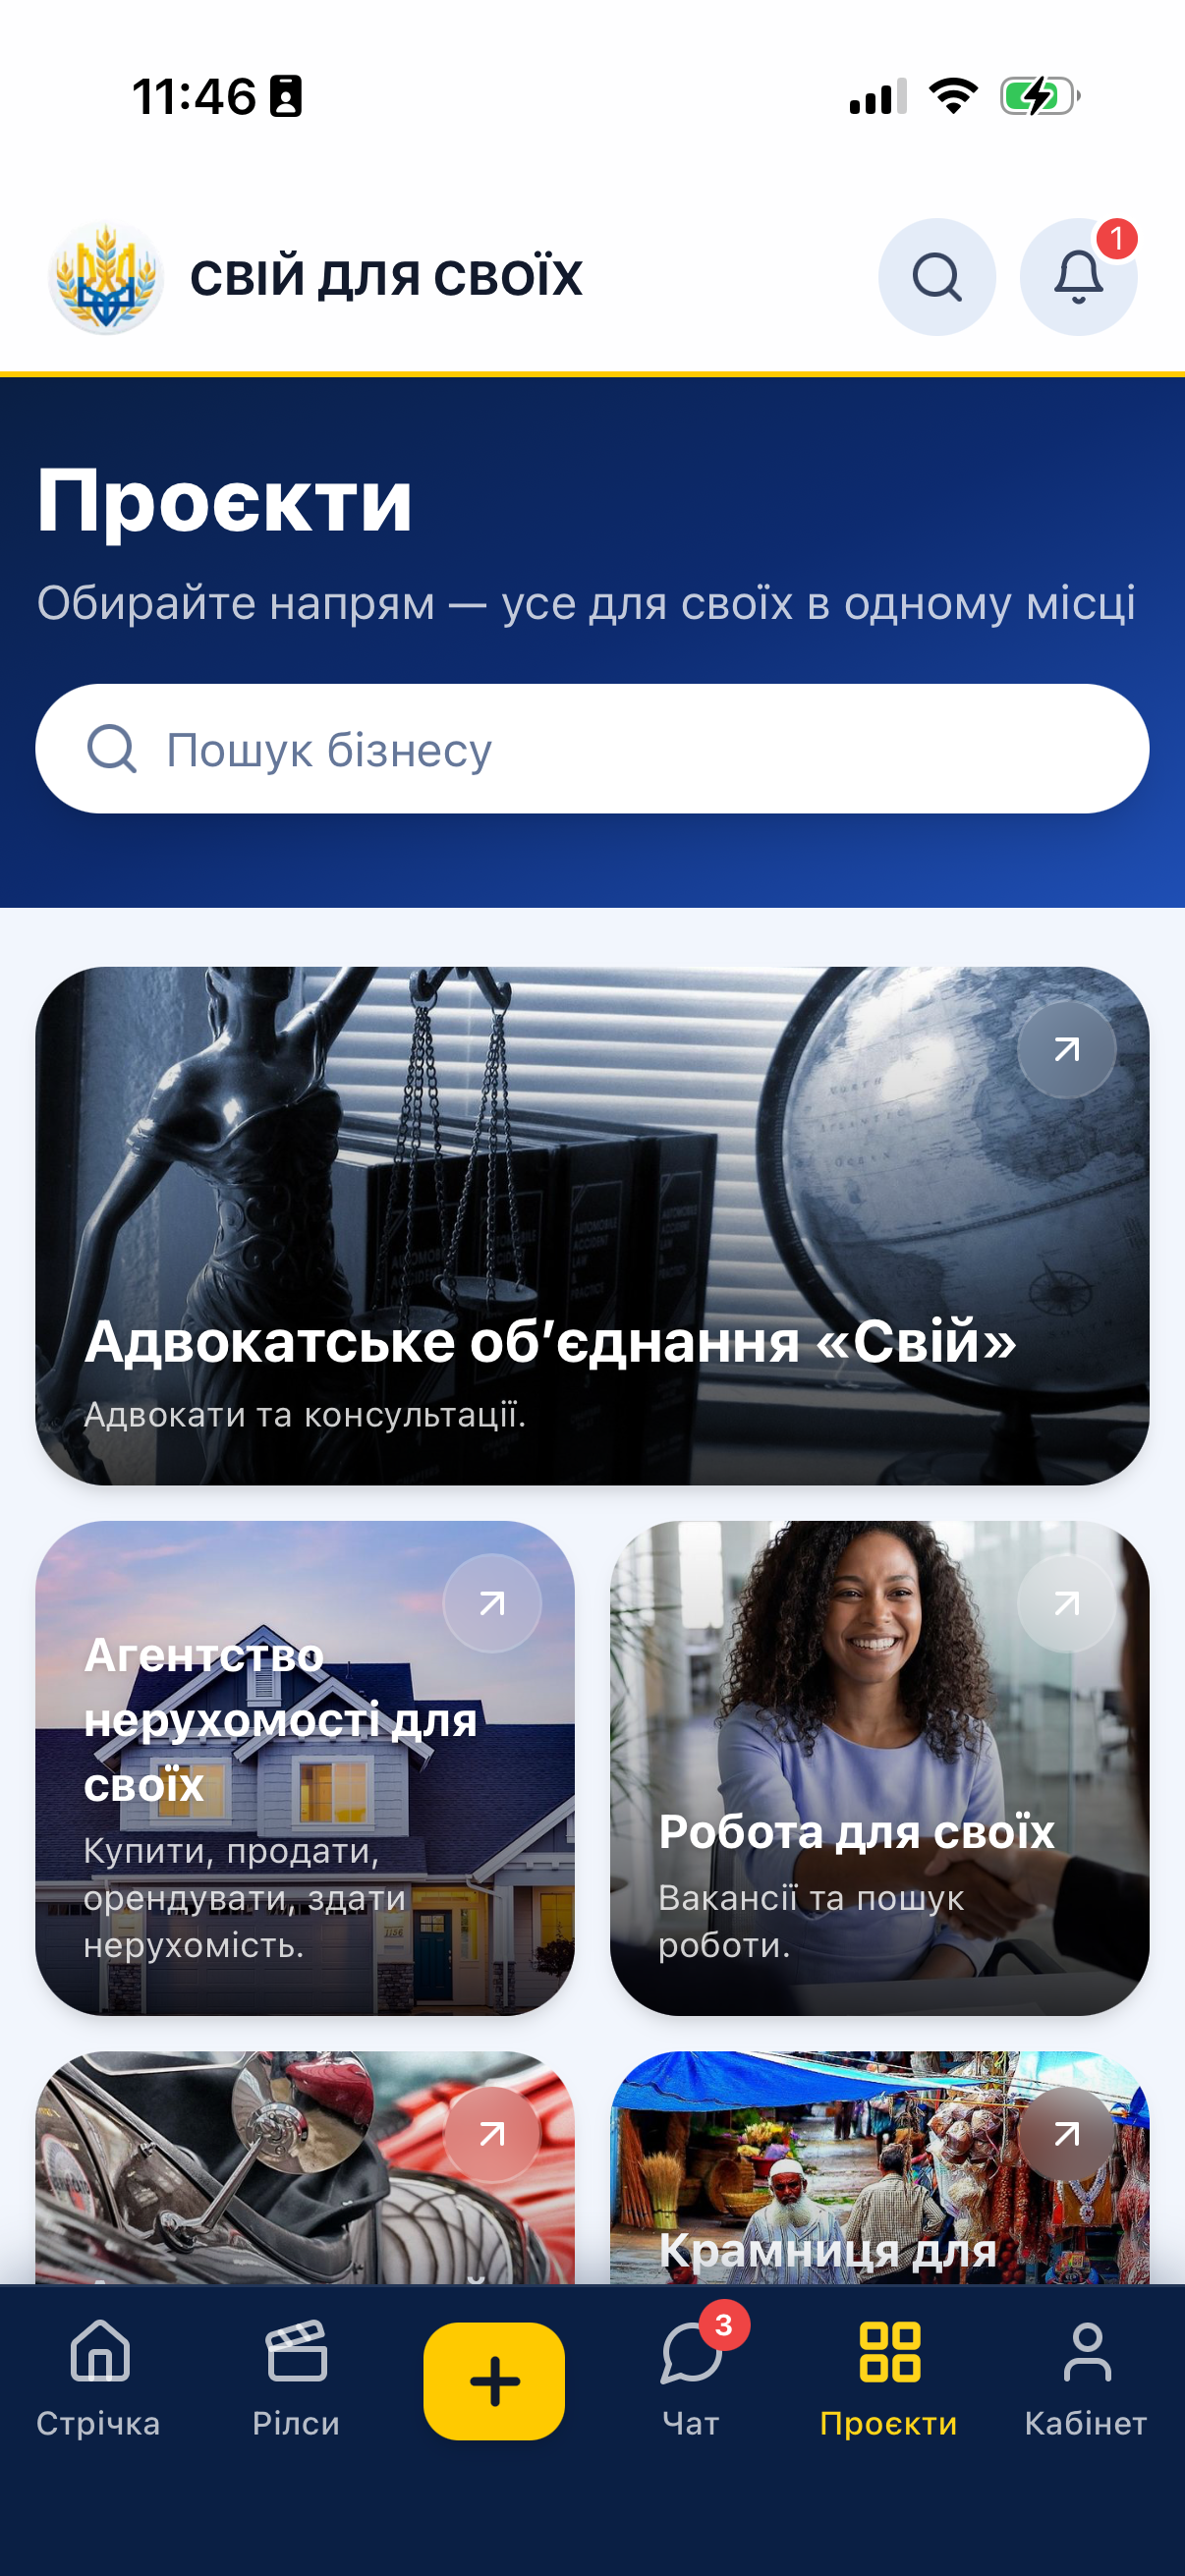 11:46
СВІЙ ДЛЯ СВОЇХ
1
Проєкти
Обирайте напрям — усе для своїх в одному місці
Пошук бізнесу
Адвокатське об’єднання «Свій»
Адвокати та консультації.
Агентство
нерухомості для
своїх
Купити, продати,
орендувати, здати
нерухомість.
Робота для своїх
Вакансії та пошук
роботи.
Крамниця для
3
Стрічка
Рілси
Чат
Проєкти
Кабінет